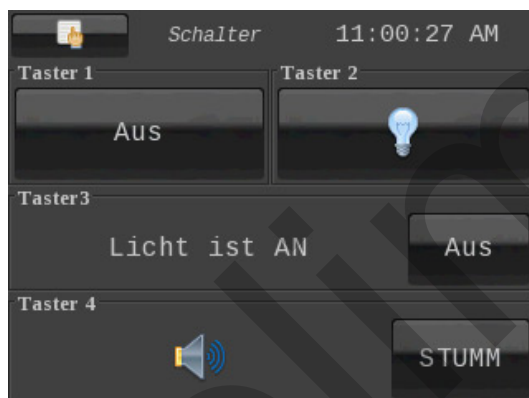 Schalter 11:00:27 AM
Taster 1 Taster 2
Aus
Taster3
Licht ist AN Aus
Taster 4
STUMM